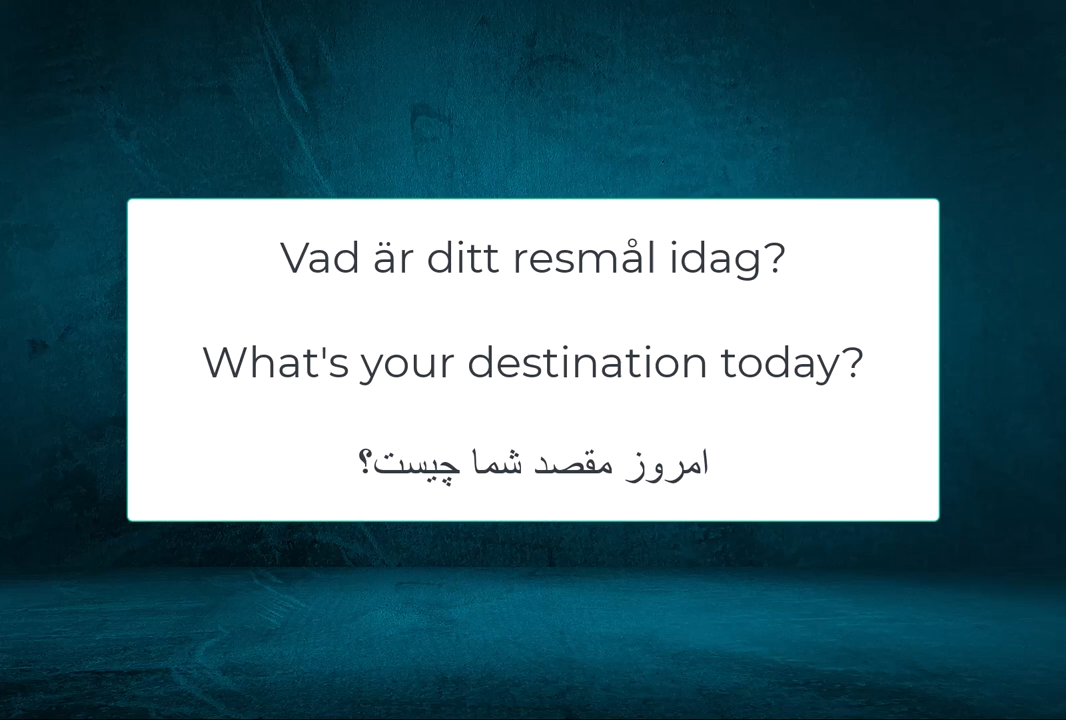 Vad är ditt resmål idag?
What's your destination today?
امروز مقصد شما چیست؟